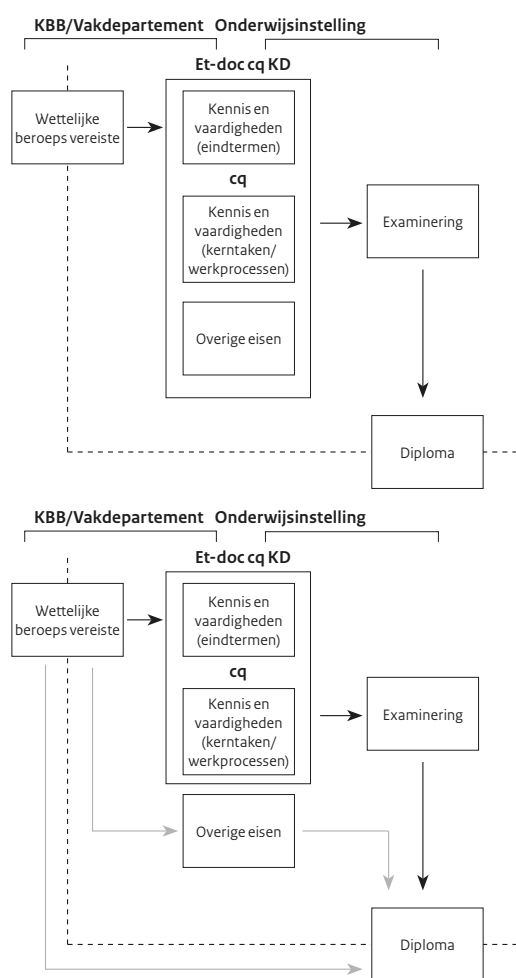 KBB/Vakdepartement Onderwijsinstelling
Et-doc cq KD
Wettelijke
beroeps vereiste
Kennis en
vaardigheden
(eindtermen)
cq
Kennis en
vaardigheden
(kerntaken/
werkprocessen)
Overige eisen
Examinering
Diploma
KBB/Vakdepartement Onderwijsinstelling
Et-doc cq KD
Wettelijke
beroeps vereiste
Kennis en
vaardigheden
(eindtermen)
cq
Kennis en
vaardigheden
(kerntaken/
werkprocessen)
Examinering
Overige eisen
Diploma